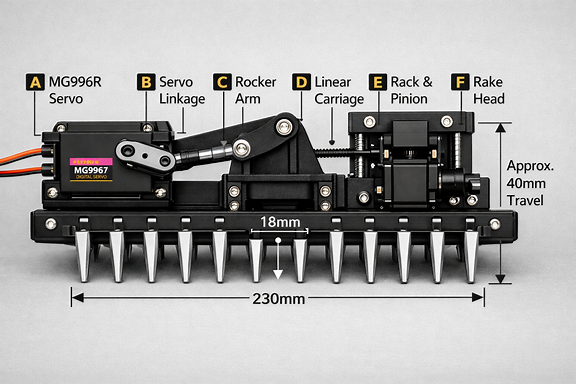 A MG996R
Servo
B Servo
Linkage
C Rocker
Arm
D Linear
Carriage
E Rack &
Pinion
F Rake
Head
MG9967
DIGITAL SERVO
Approx.
40mm
Travel
18mm
230mm